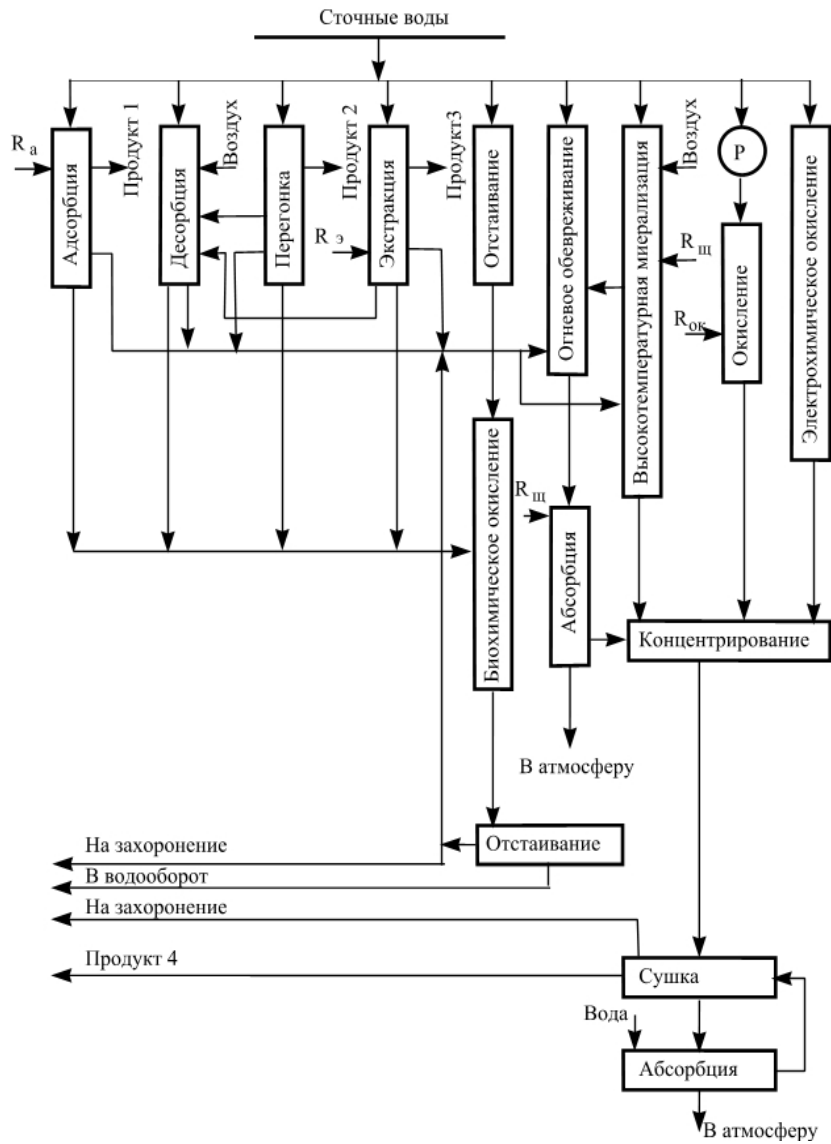 Сточные воды
R а
Адсорбция
Продукт 1
Десорбция
Воздух
Перегонка
Продукт 2
R э
Экстракция
Продукт3
Отстаивание
Огневое обевреживание
Высокотемпературная миерализация
Воздух
R щ
P
R ок
Окисление
Электрохимическое окисление
Биохимическое окисление
R щ
Абсорбция
Концентрирование
В атмосферу
Отстаивание
На захоронение
В водооборот
На захоронение
Продукт 4
Сушка
Вода
Абсорбция
В атмосферу